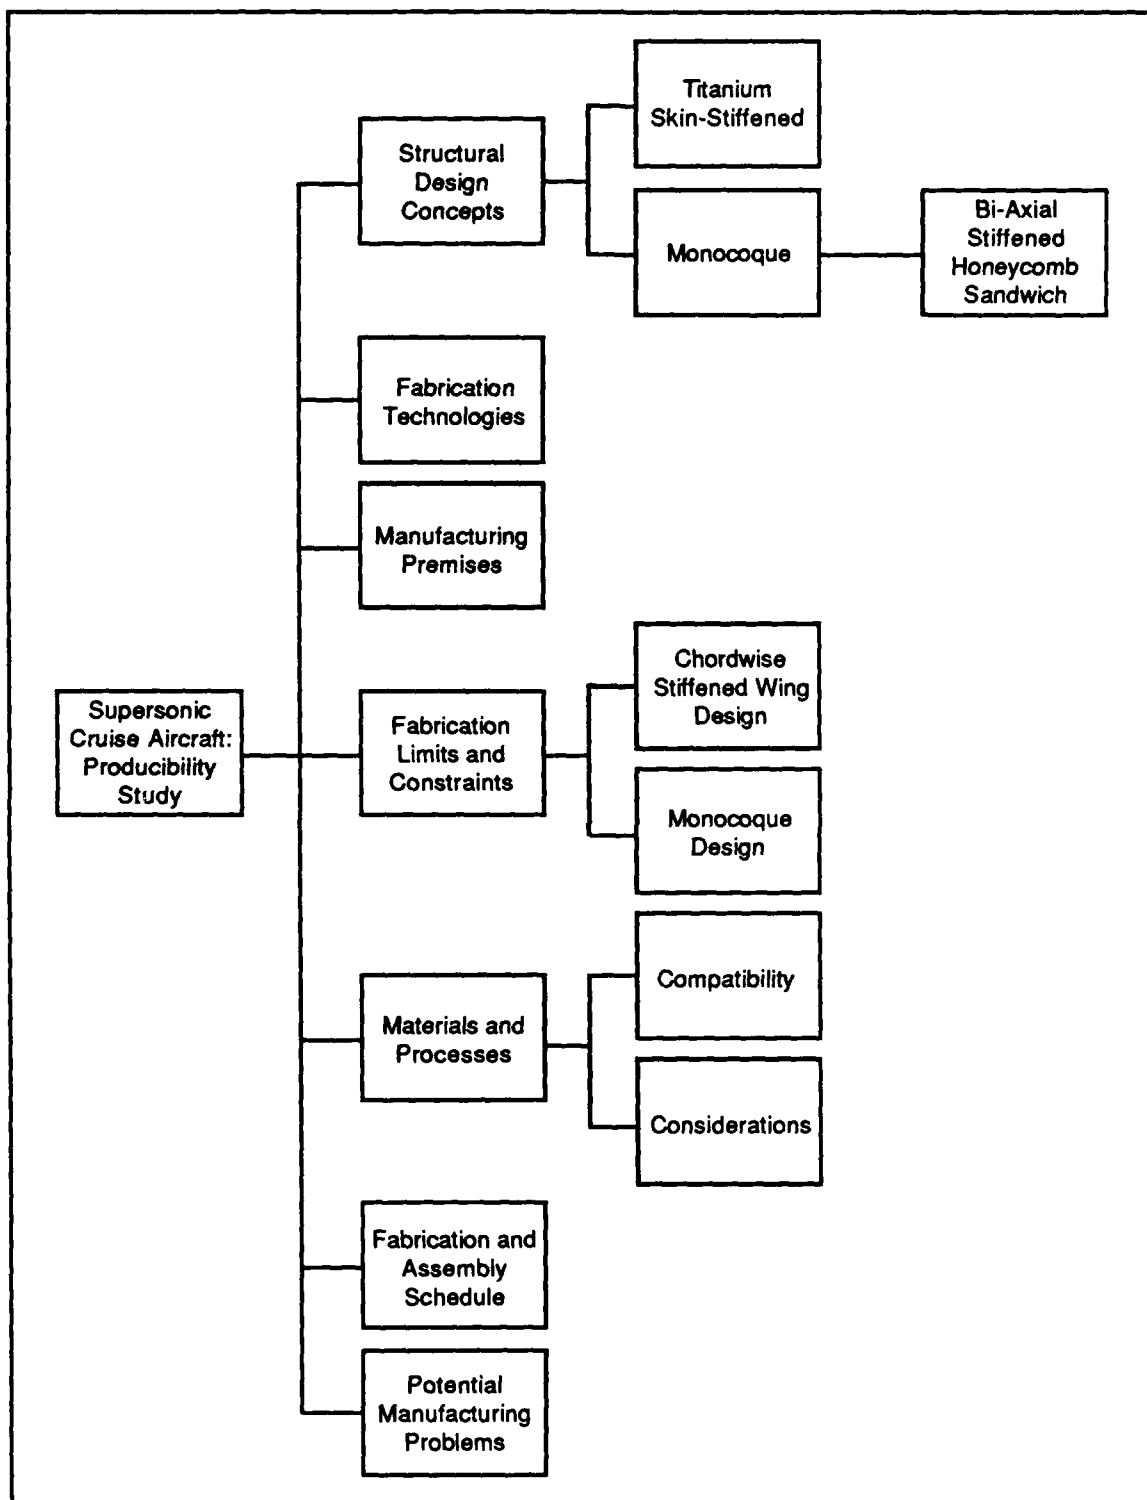 Titanium
Skin-Stiffened
Structural
Design
Concepts
Monocoque
Bi-Axial
Stiffened
Honeycomb
Sandwich
Fabrication
Technologies
Manufacturing
Premises
Supersonic
Cruise Aircraft:
Producibility
Study
Fabrication
Limits and
Constraints
Chordwise
Stiffened Wing
Design
Monocoque
Design
Materials and
Processes
Compatibility
Considerations
Fabrication and
Assembly
Schedule
Potential
Manufacturing
Problems